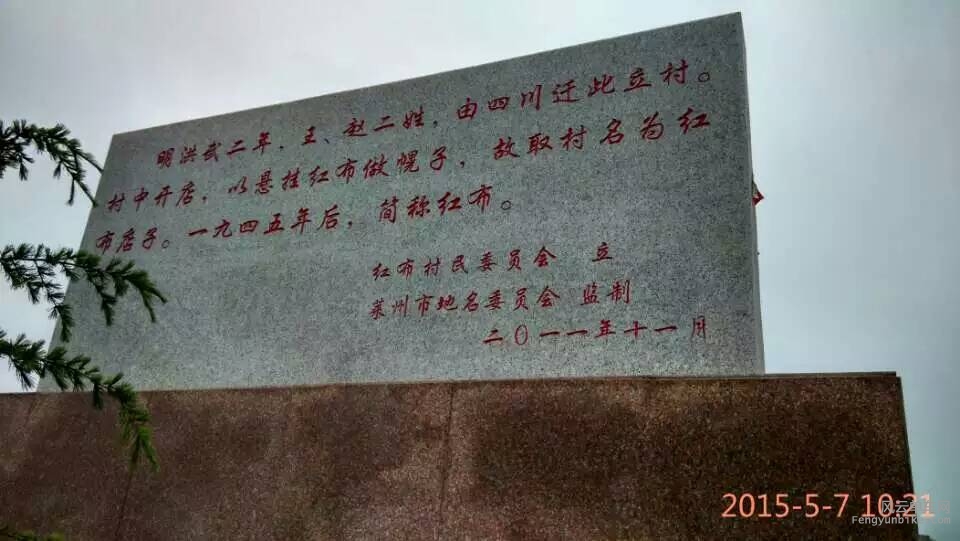 明洪武二年，王、赵二姓，由四川迁此立村。
村中开店，以悬挂红布做幌子，故取村名为红
布店子。一九四五年后，简称红布。
红布村民委员会 立
莱州市地名委员会 监制
二〇一一年十一月
2015-5-7 10:21